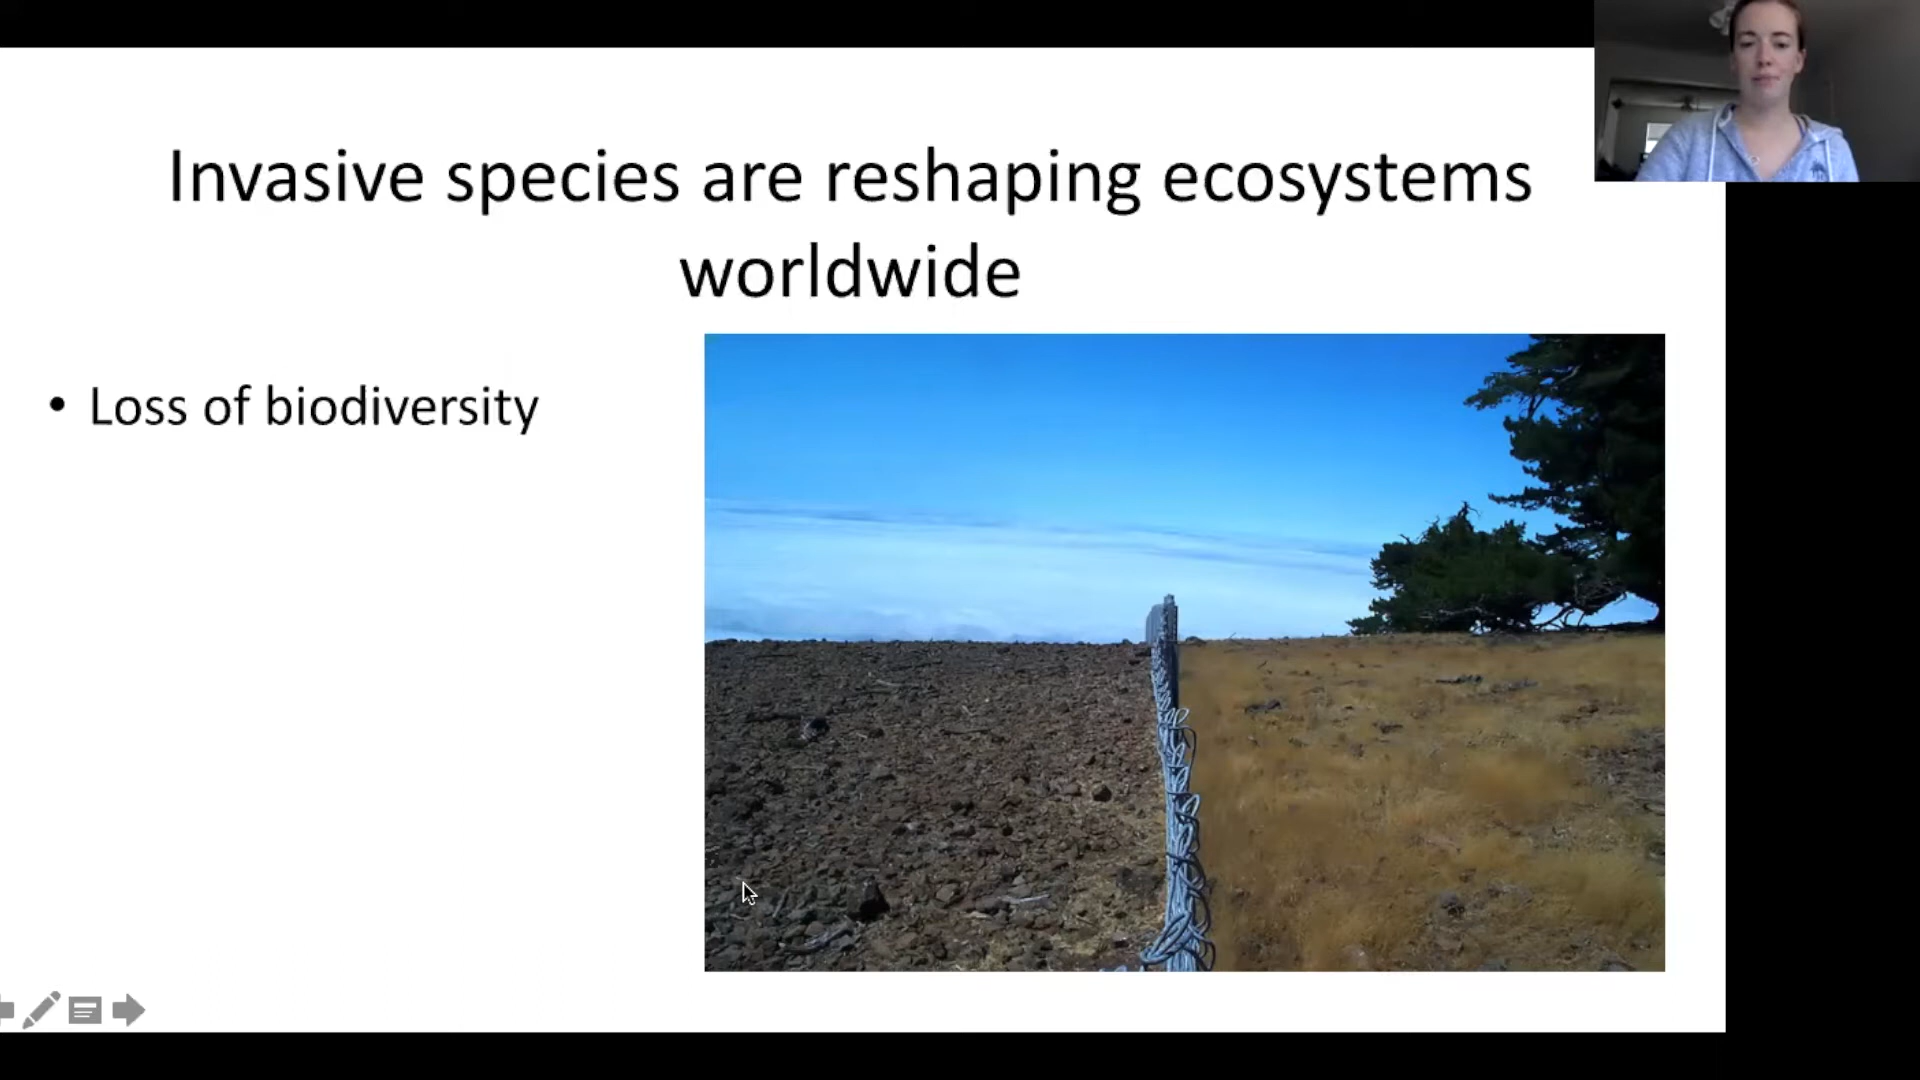 Invasive species are reshaping ecosystems
worldwide
• Loss of biodiversity